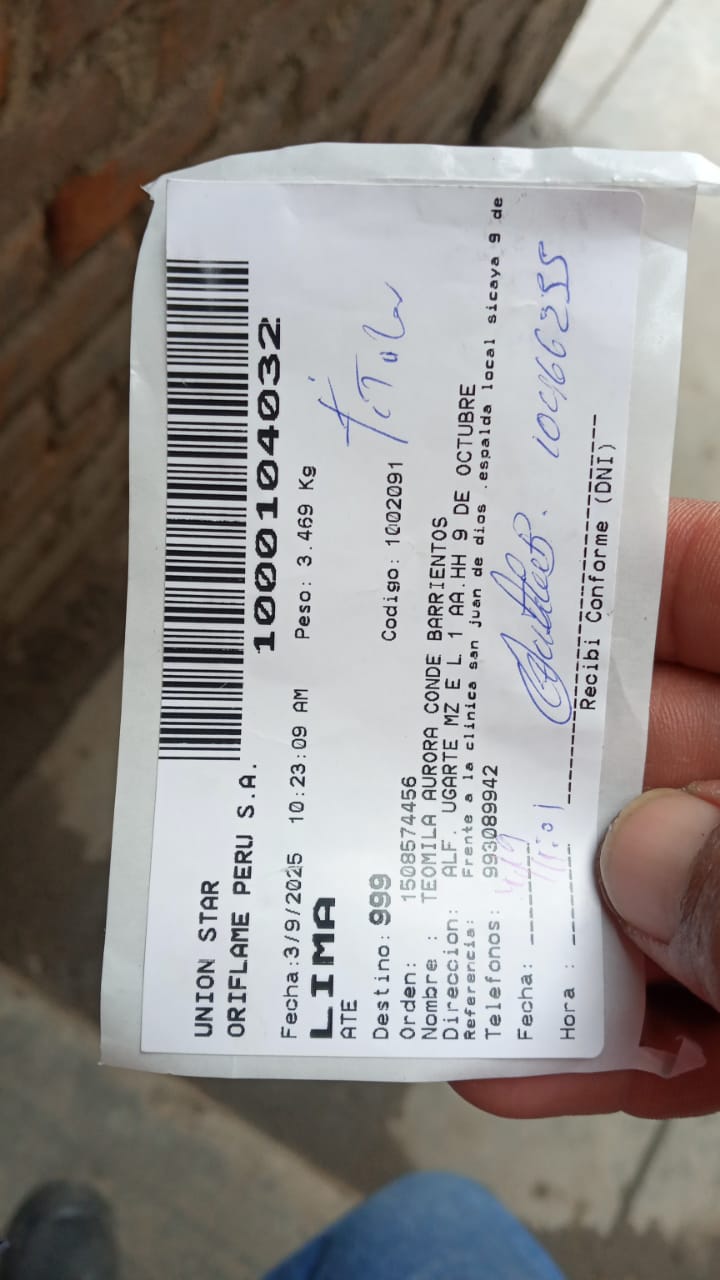 UNION STAR
ORIFLAME PERU S.A.
1000104032
Fecha:3/9/2025 10:23:09 AM Peso: 3.469 Kg
LIMA
ATE
Titular
Destino: 999 Codigo: 1002091
Orden: 1508574456
Nombre : TEOMILA AURORA CONDE BARRIENTOS
Direccion: ALF. UGARTE MZ E L 1 AA.HH 9 DE OCTUBRE
Referencia: Frente a la clinica san juan de dios .espalda local sicaya 9 de
Telefonos: 993089942
Fecha:
Hora :
10466255
Recibi Conforme (DNI)